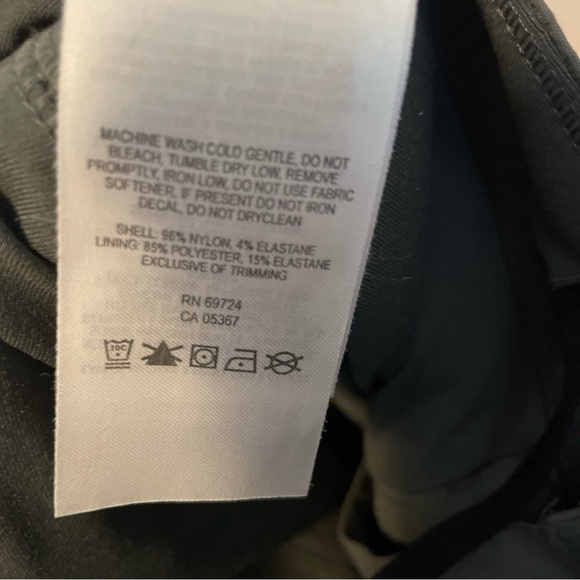 MACHINE WASH COLD GENTLE, DO NOT
BLEACH, TUMBLE DRY LOW, REMOVE
PROMPTLY, IRON LOW, DO NOT USE FABRIC
SOFTENER, IF PRESENT DO NOT IRON
DECAL, DO NOT DRYCLEAN
SHELL: 96% NYLON, 4% ELASTANE
LINING: 85% POLYESTER, 15% ELASTANE
EXCLUSIVE OF TRIMMING
RN 69724
CA 05367
30C